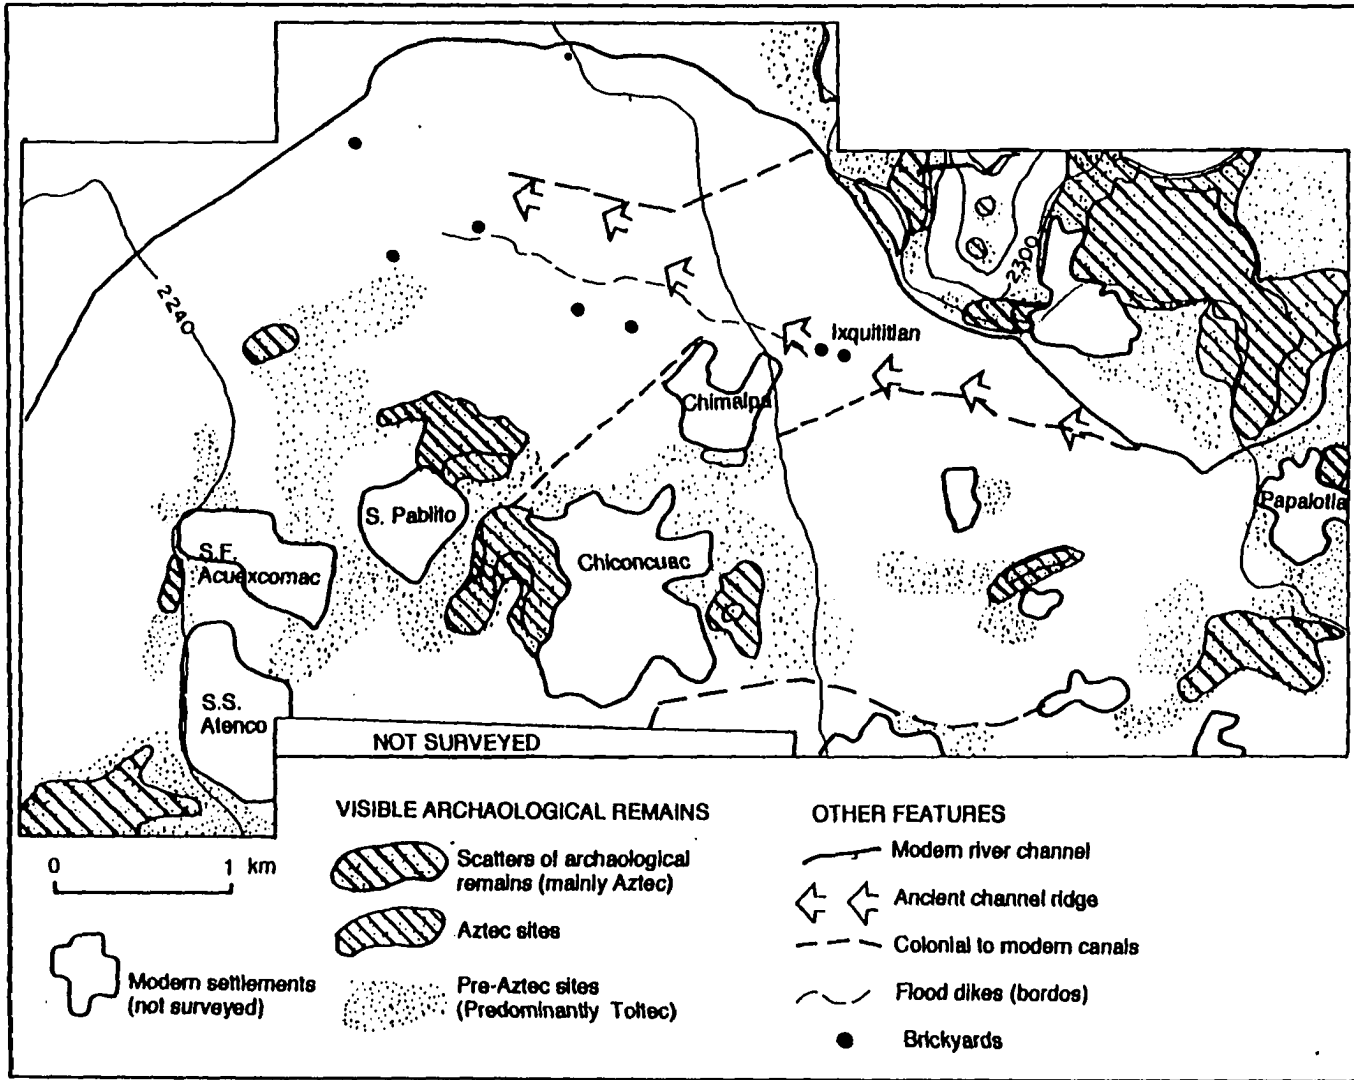 2240
2300
Ixquititlan
Chimalpa
S. Pablito
Papalotla
S.F.
Acuexcomac
Chiconcuac
S.S.
Atenco
NOT SURVEYED
VISIBLE ARCHAOLOGICAL REMAINS
OTHER FEATURES
0 1 km
Scatters of archaological
remains (mainly Aztec)
Modern river channel
Ancient channel ridge
Aztec sites
Colonial to modern canals
Modern settlements
(not surveyed)
Pre-Aztec sites
(Predominantly Toltec)
Flood dikes (bordos)
Brickyards